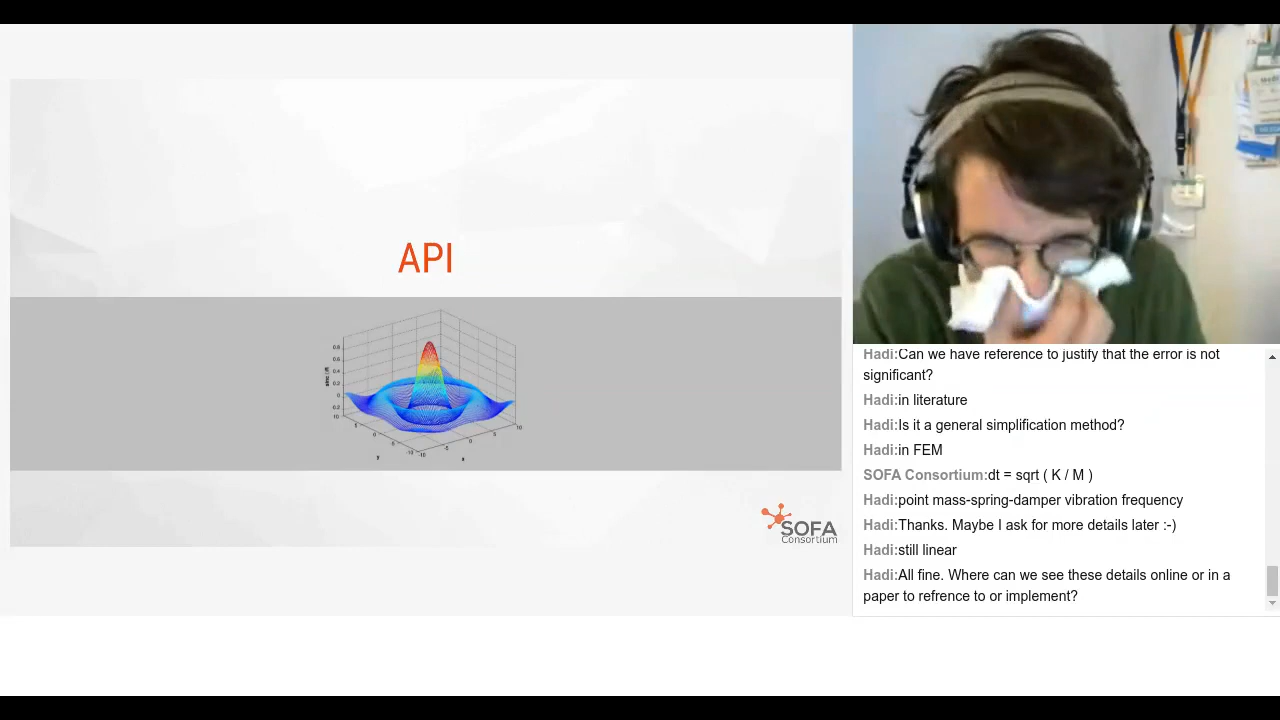 API
SOFA
Consortium
Hadi:Can we have reference to justify that the error is not
significant?
Hadi:in literature
Hadi:Is it a general simplification method?
Hadi:in FEM
SOFA Consortium:dt = sqrt ( K / M )
Hadi:point mass-spring-damper vibration frequency
Hadi:Thanks. Maybe I ask for more details later :-)
Hadi:still linear
Hadi:All fine. Where can we see these details online or in a
paper to refrence to or implement?